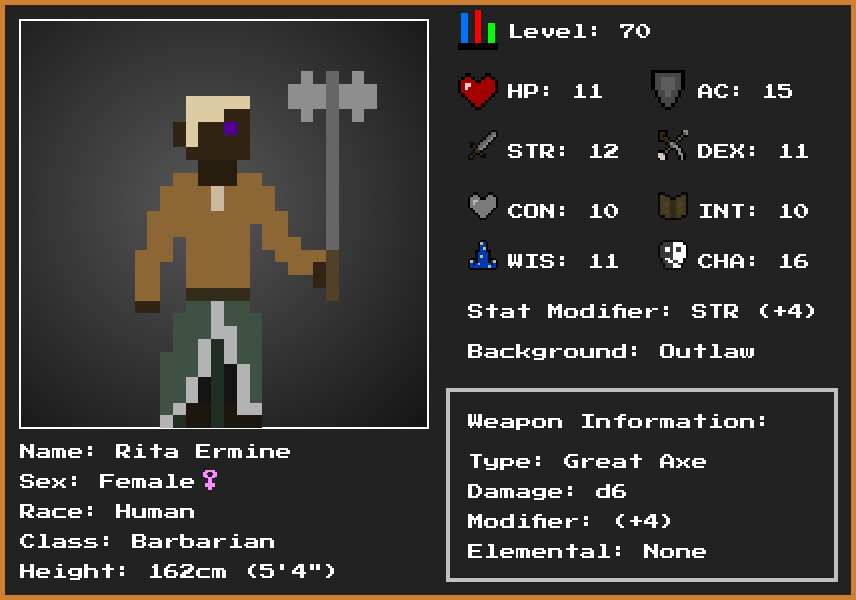 Level: 70
HP: 11 AC: 15
STR: 12 DEX: 11
CON: 10 INT: 10
WIS: 11 CHA: 16
Stat Modifier: STR (+4)
Background: Outlaw
Weapon Information:
Type: Great Axe
Damage: d6
Modifier: (+4)
Elemental: None
Name: Rita Ermine
Sex: Female♀
Race: Human
Class: Barbarian
Height: 162cm (5'4")